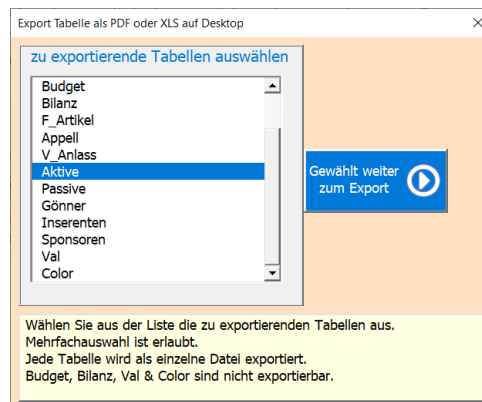 Export Tabelle als PDF oder XLS auf Desktop
zu exportierende Tabellen auswählen
Budget
Bilanz
F_Artikel
Appell
V_Anlass
Aktive
Passive
Gönner
Inserenten
Sponsoren
Val
Color
Gewählt weiter
zum Export
Wählen Sie aus der Liste die zu exportierenden Tabellen aus.
Mehrfachauswahl ist erlaubt.
Jede Tabelle wird als einzelne Datei exportiert.
Budget, Bilanz, Val & Color sind nicht exportierbar.